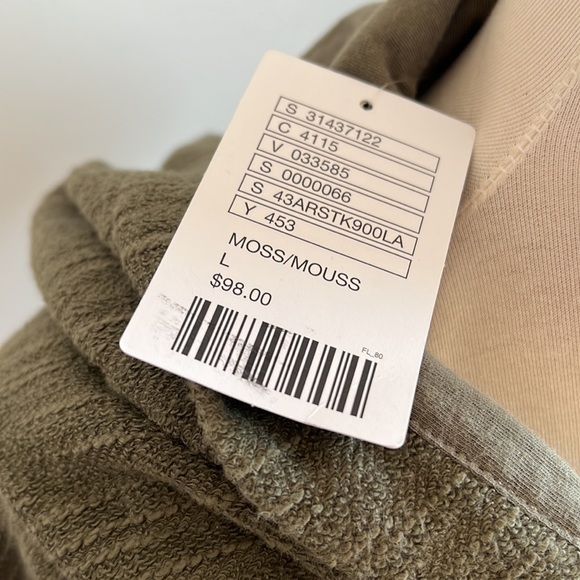 S 31437122
C 4115
V 033585
S 0000066
S 43ARSTK900LA
Y 453
MOSS/MOUSS
L
$98.00
FL_80